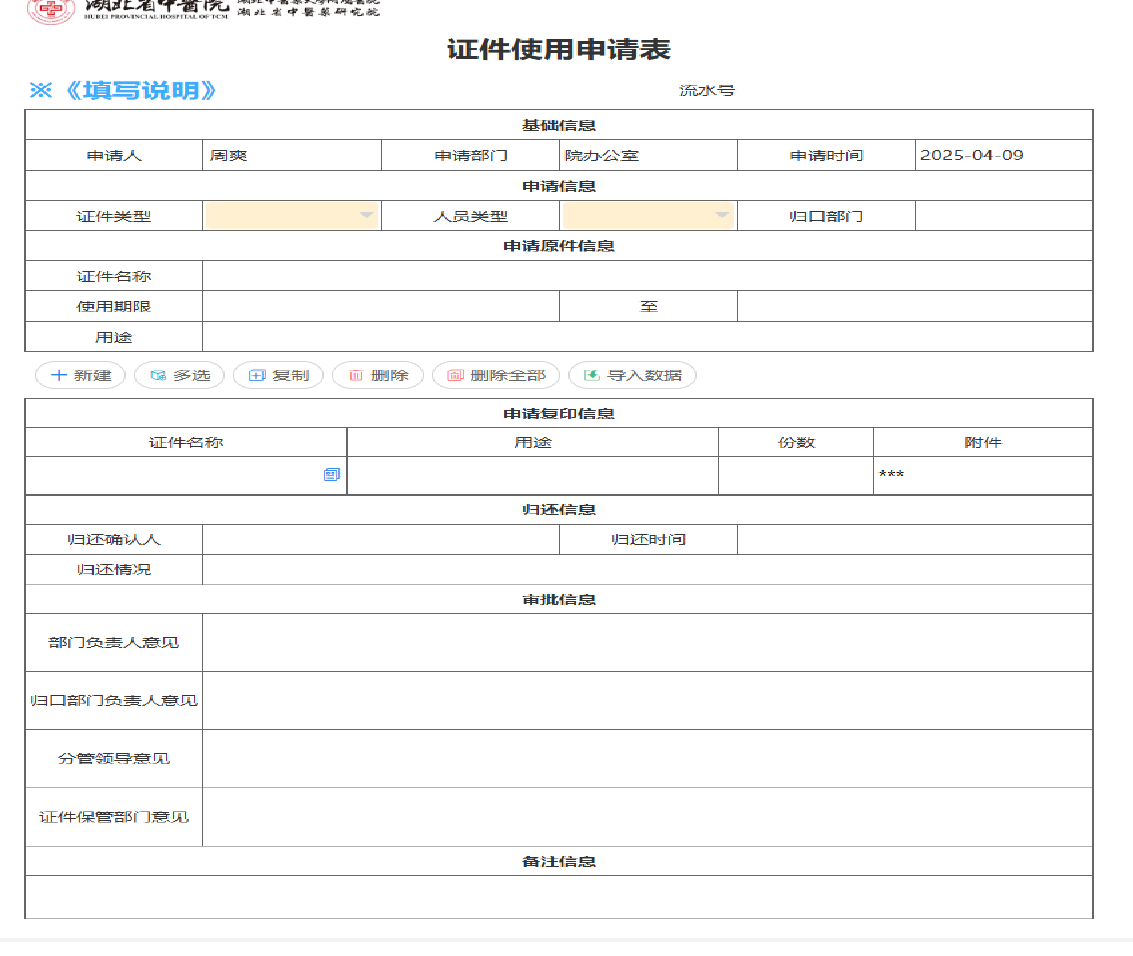 湖北省中醫院
HUBEI PROVINCIAL HOSPITAL OF TCM
湖北省中醫藥研究院
证件使用申请表
※《填写说明》 流水号
基础信息
申请人 周爽 申请部门 院办公室 申请时间 2025-04-09
申请信息
证件类型 人员类型 归口部门
申请原件信息
证件名称
使用期限 至
用途
新建 多选 复制 删除 删除全部 导入数据
申请复印信息
证件名称 用途 份数 附件
***
归还信息
归还确认人 归还时间
归还情况
审批信息
部门负责人意见
归口部门负责人意见
分管领导意见
证件保管部门意见
备注信息